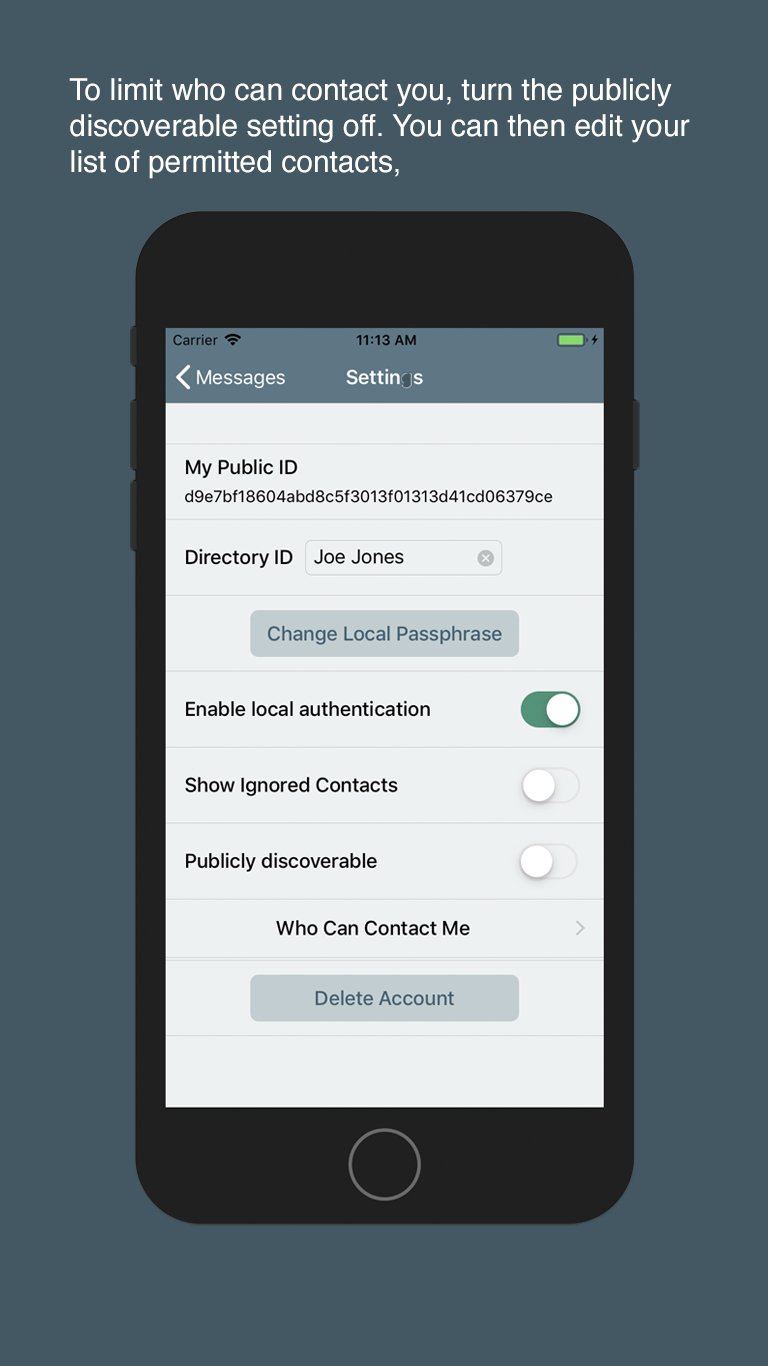 To limit who can contact you, turn the publicly
discoverable setting off. You can then edit your
list of permitted contacts,
Carrier 11:13 AM
Messages Settings
My Public ID
d9e7bf18604abd8c5f3013f01313d41cd06379ce
Directory ID Joe Jones
Change Local Passphrase
Enable local authentication
Show Ignored Contacts
Publicly discoverable
Who Can Contact Me
Delete Account